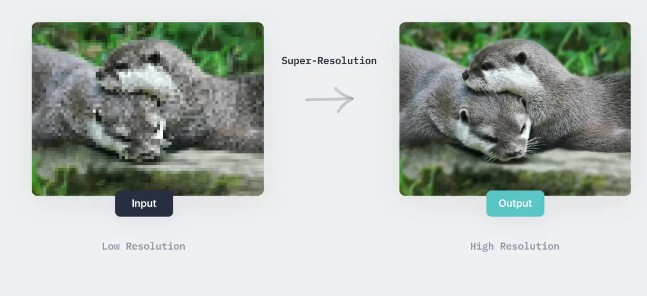 Super-Resolution
Input
Output
Low Resolution
High Resolution